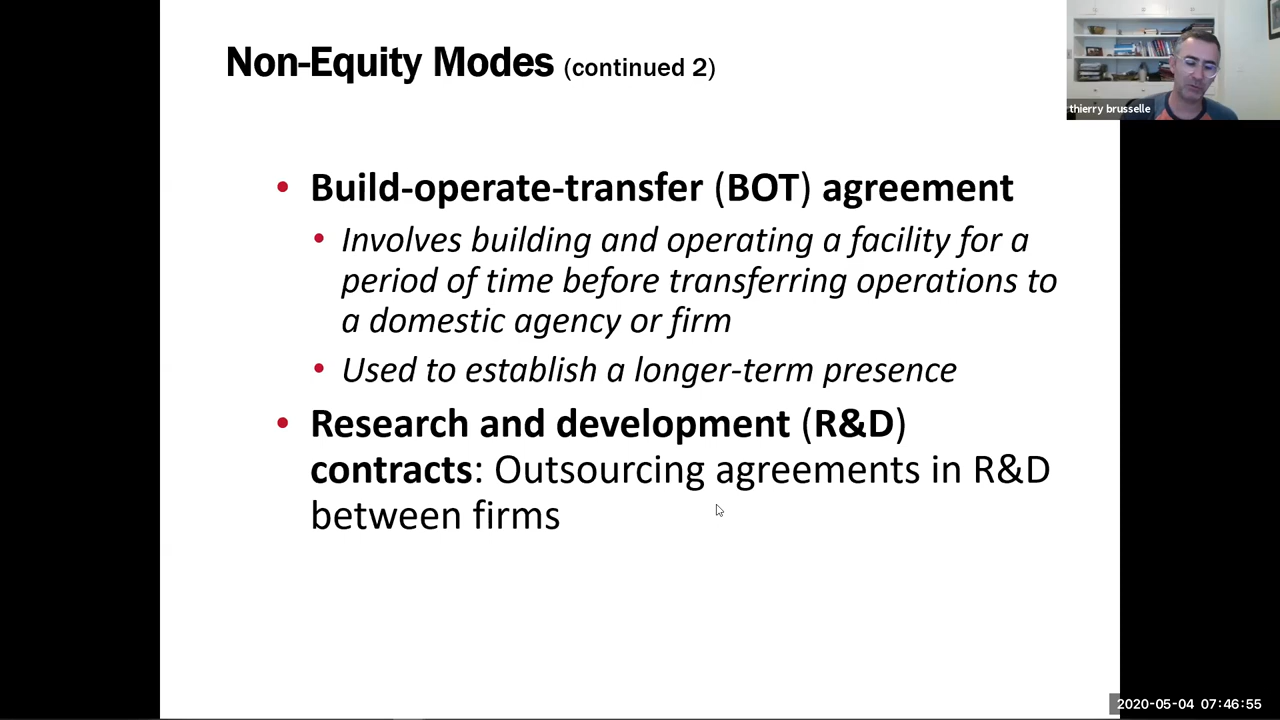 Non-Equity Modes (continued 2)
thierry brusselle
• Build-operate-transfer (BOT) agreement
• Involves building and operating a facility for a
period of time before transferring operations to
a domestic agency or firm
• Used to establish a longer-term presence
• Research and development (R&D)
contracts: Outsourcing agreements in R&D
between firms
2020-05-04 07:46:55